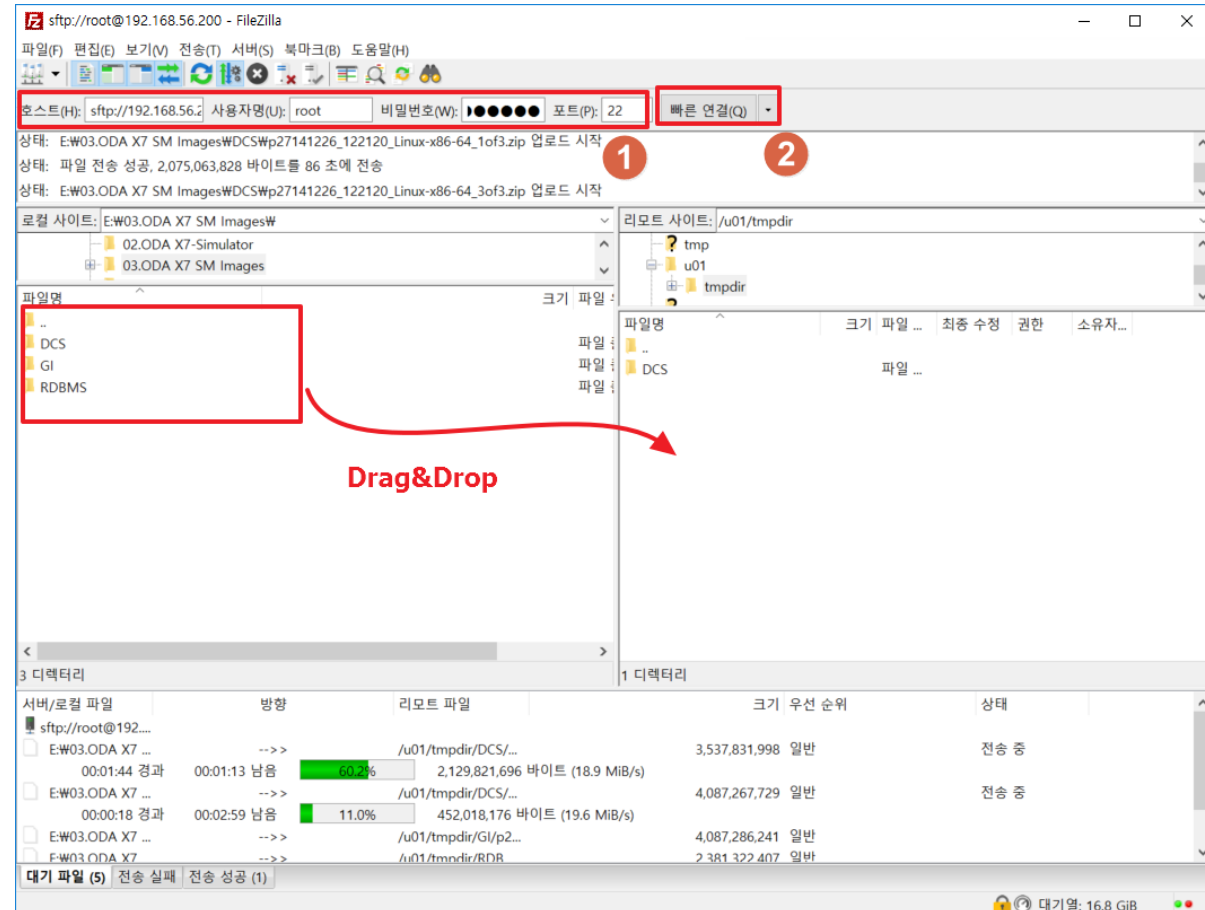 sftp://root@192.168.56.200 - FileZilla
파일(F) 편집(E) 보기(V) 전송(T) 서버(S) 북마크(B) 도움말(H)
호스트(H): sftp://192.168.56.2 사용자명(U): root 비밀번호(W): ●●●●●● 포트(P): 22 빠른 연결(Q)
상태: E:₩03.ODA X7 SM Images₩DCS₩p27141226_122120_Linux-x86-64_1of3.zip 업로드 시작
1
2
상태: 파일 전송 성공, 2,075,063,828 바이트를 86 초에 전송
상태: E:₩03.ODA X7 SM Images₩DCS₩p27141226_122120_Linux-x86-64_3of3.zip 업로드 시작
로컬 사이트: E:₩03.ODA X7 SM Images₩
02.ODA X7-Simulator
03.ODA X7 SM Images
파일명 크기 파일
..
DCS 파일
GI 파일
RDBMS 파일
Drag&Drop
3 디렉터리
리모트 사이트: /u01/tmpdir
? tmp
u01
tmpdir
?
파일명 크기 파일 ... 최종 수정 권한 소유자...
..
DCS 파일 ...
1 디렉터리
서버/로컬 파일 방향 리모트 파일 크기 우선 순위 상태
sftp://root@192....
E:₩03.ODA X7 ... -->> /u01/tmpdir/DCS/... 3,537,831,998 일반 전송 중
00:01:44 경과 00:01:13 남음 60.2% 2,129,821,696 바이트 (18.9 MiB/s)
E:₩03.ODA X7 ... -->> /u01/tmpdir/DCS/... 4,087,267,729 일반 전송 중
00:00:18 경과 00:02:59 남음 11.0% 452,018,176 바이트 (19.6 MiB/s)
E:₩03.ODA X7 ... -->> /u01/tmpdir/GI/p2... 4,087,286,241 일반
E:₩03.ODA X7 -->> /u01/tmpdir/RDB 2,381,322,407 일반
대기 파일 (5) 전송 실패 전송 성공 (1)
대기열: 16.8 GiB